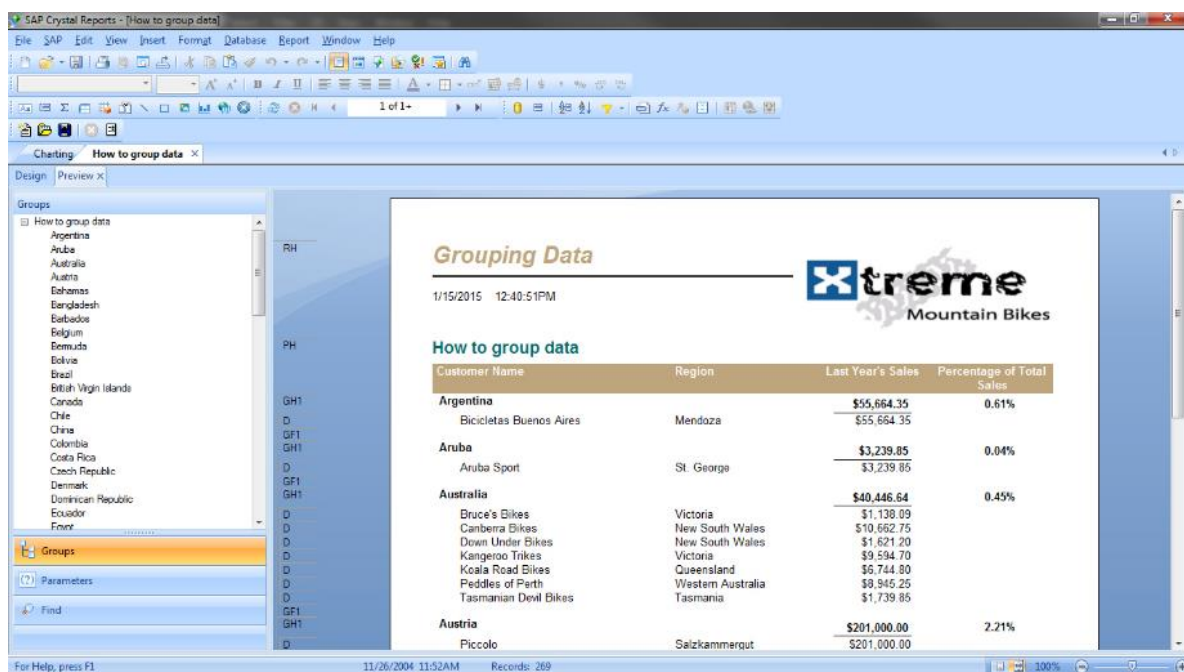 SAP Crystal Reports - [How to group data]
File SAP Edit View Insert Format Database Report Window Help
1 of 1+
Charting How to group data
Design Preview
Groups
How to group data
Argentina
Aruba
Australia
Austria
Bahamas
Bangladesh
Barbados
Belgium
Bermuda
Bolivia
Brazil
British Virgin Islands
Canada
Chile
China
Colombia
Costa Rica
Czech Republic
Denmark
Dominican Republic
Ecuador
Egypt
Groups
Parameters
Find
RH
Grouping Data
1/15/2015 12:40:51PM
Xtreme
Mountain Bikes
PH
How to group data
Customer Name Region Last Year's Sales Percentage of Total Sales
GH1 Argentina $55,664.35 0.61%
D Bicicletas Buenos Aires Mendoza $55,664.35
GF1
GH1 Aruba $3,239.85 0.04%
D Aruba Sport St. George $3,239.85
GF1
GH1 Australia $40,446.64 0.45%
D Bruce's Bikes Victoria $1,138.09
D Canberra Bikes New South Wales $10,662.75
D Down Under Bikes New South Wales $1,621.20
D Kangeroo Trikes Victoria $9,594.70
D Koala Road Bikes Queensland $6,744.80
D Peddles of Perth Western Australia $8,945.25
D Tasmanian Devil Bikes Tasmania $1,739.85
GF1
GH1 Austria $201,000.00 2.21%
D Piccolo Salzkammergut $201,000.00
For Help, press F1 11/26/2004 11:52AM Records: 269 100%